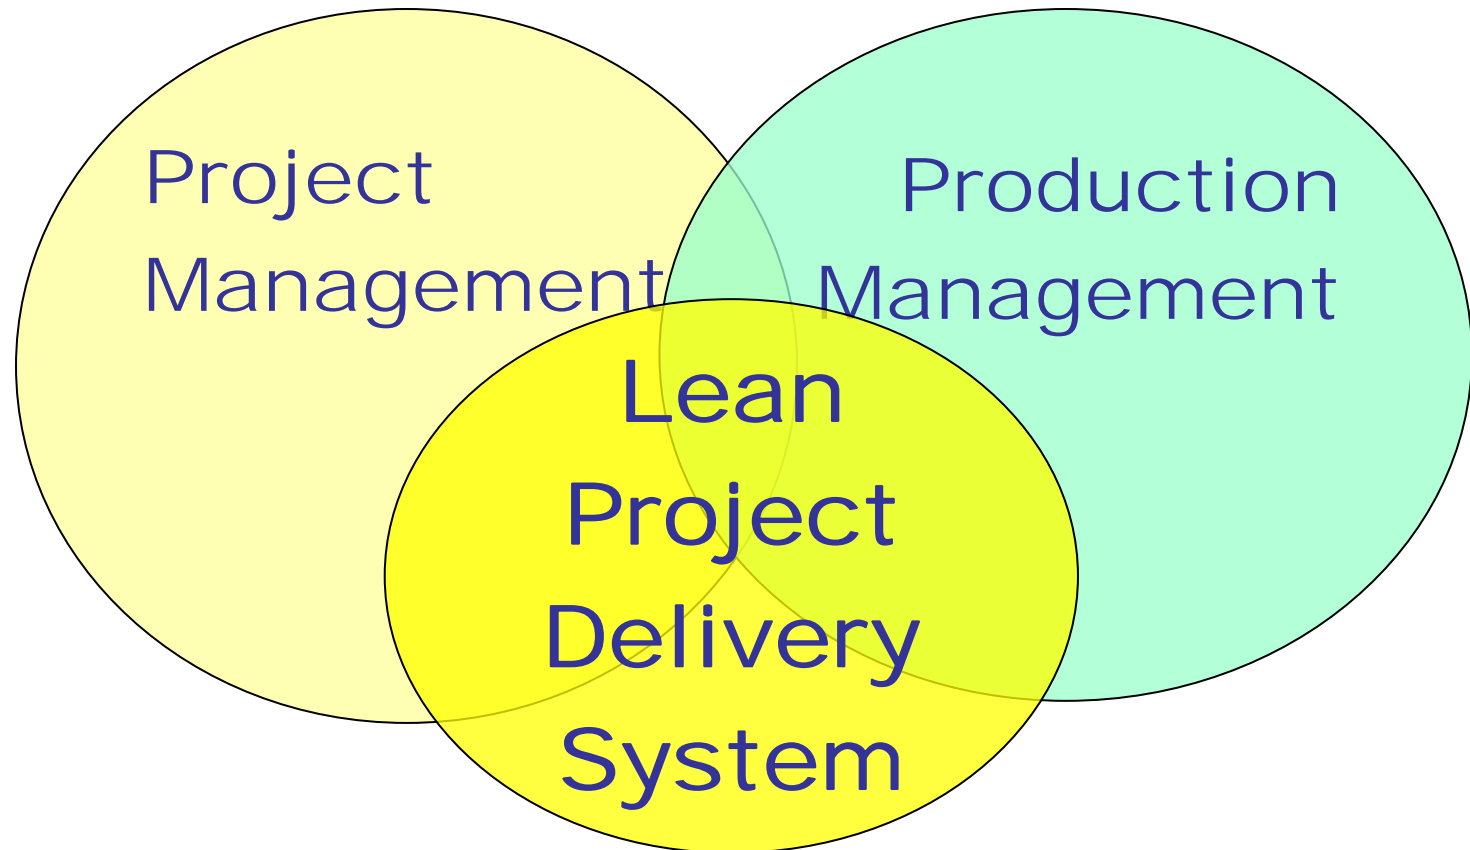 Project
Management
Production
Management
Lean
Project
Delivery
System